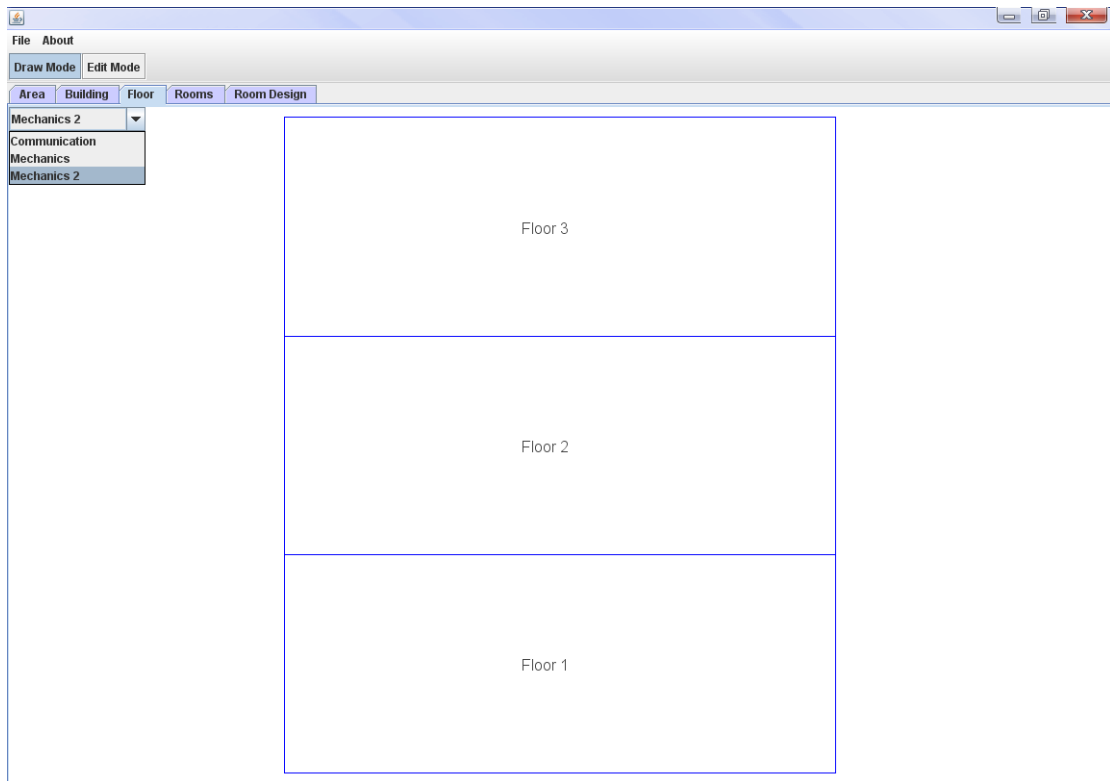 File About
Draw Mode Edit Mode
Area Building Floor Rooms Room Design
Mechanics 2
Communication
Mechanics
Mechanics 2
Floor 3
Floor 2
Floor 1